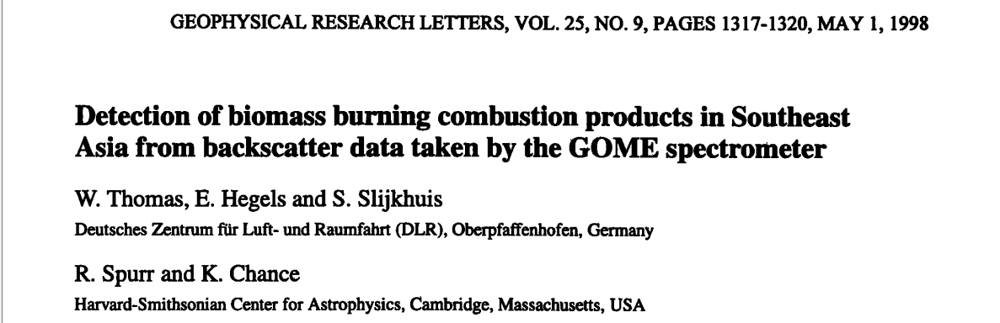 GEOPHYSICAL RESEARCH LETTERS, VOL. 25, NO. 9, PAGES 1317-1320, MAY 1, 1998
Detection of biomass burning combustion products in Southeast
Asia from backscatter data taken by the GOME spectrometer
W. Thomas, E. Hegels and S. Slijkhuis
Deutsches Zentrum für Luft- und Raumfahrt (DLR), Oberpfaffenhofen, Germany
R. Spurr and K. Chance
Harvard-Smithsonian Center for Astrophysics, Cambridge, Massachusetts, USA